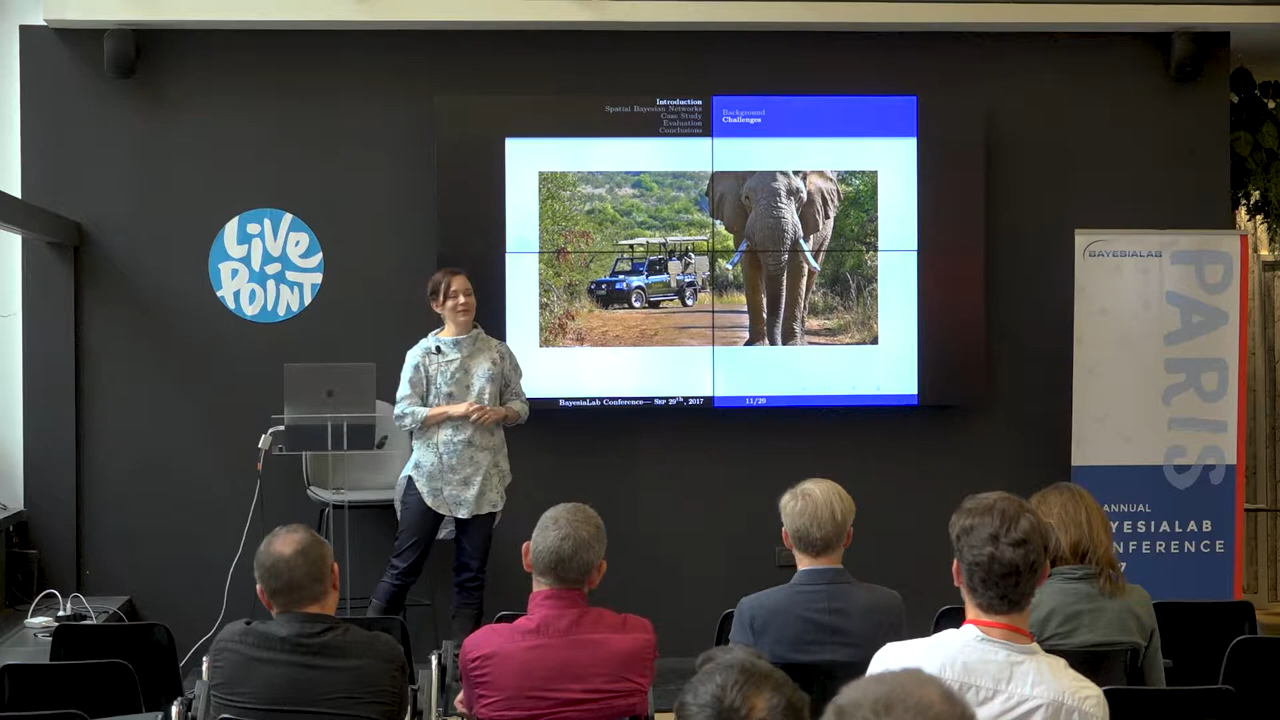 Introduction
Spatial Bayesian Networks
Case Study
Evaluation
Conclusions
Background
Challenges
LIVE
POINT
BayesiaLab Conference— Sep 29th, 2017
11/29
BAYESIALAB
PARIS
ANNUAL
YESIALAB
NFERENCE
7